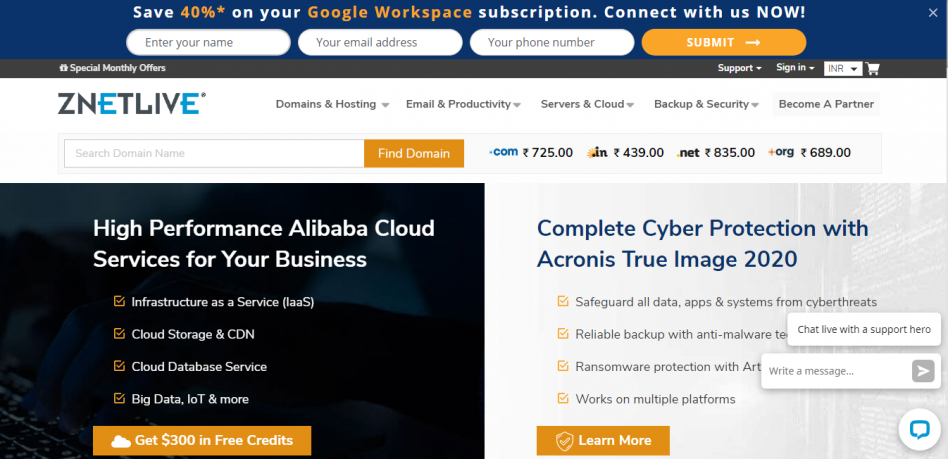 Save 40%* on your Google Workspace subscription. Connect with us NOW!
Enter your name
Your email address
Your phone number
SUBMIT
Special Monthly Offers
Support
Sign in
INR
ZNETLIVE®
Domains & Hosting
Email & Productivity
Servers & Cloud
Backup & Security
Become A Partner
Search Domain Name
Find Domain
.com ₹ 725.00
.in ₹ 439.00
.net ₹ 835.00
.org ₹ 689.00
High Performance Alibaba Cloud
Services for Your Business
Infrastructure as a Service (IaaS)
Cloud Storage & CDN
Cloud Database Service
Big Data, IoT & more
Get $300 in Free Credits
Complete Cyber Protection with
Acronis True Image 2020
Safeguard all data, apps & systems from cyberthreats
Reliable backup with anti-malware
Ransomware protection with
Works on multiple platforms
Learn More
Chat live with a support hero
Write a message...